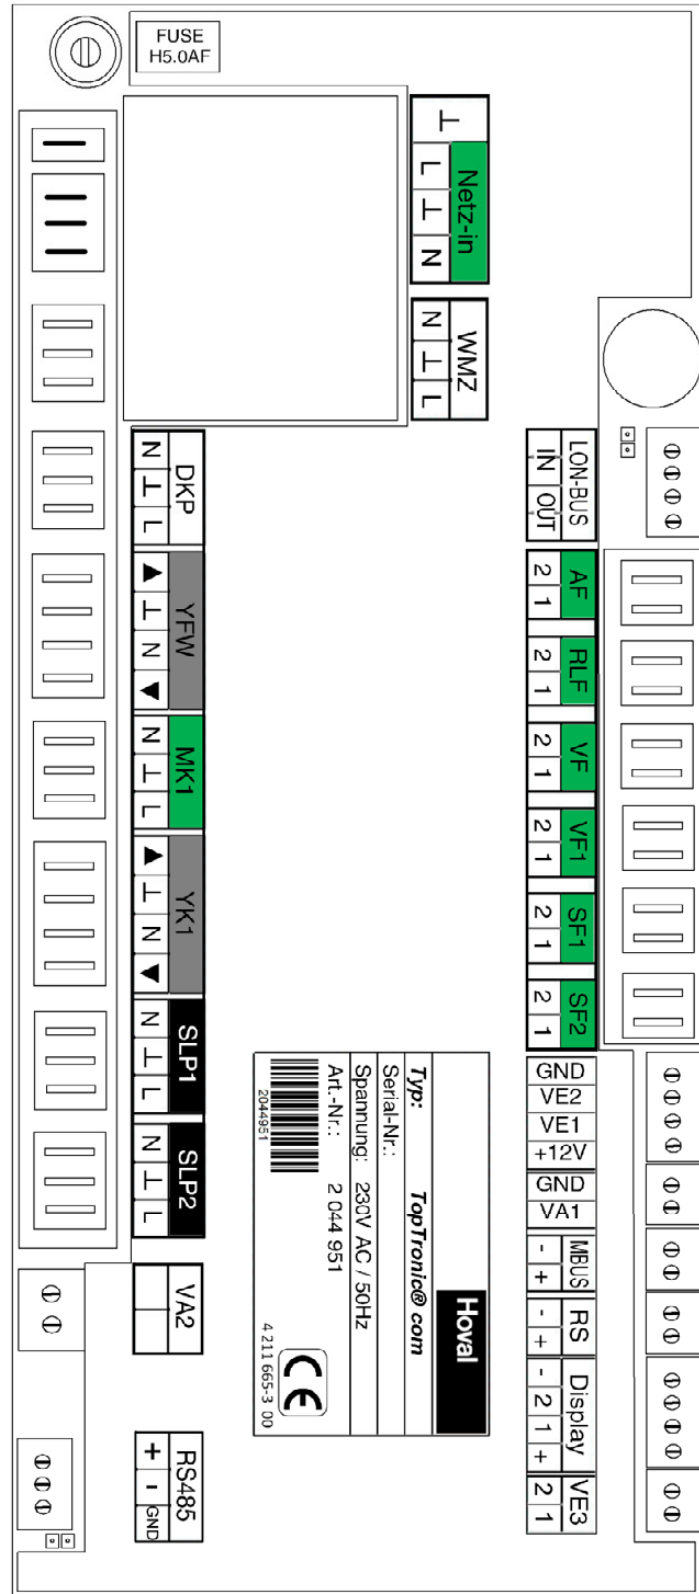 FUSE
H5.0AF
Netz-in
⊥
L
⊥
N
WMZ
N
⊥
L
DKP
N
⊥
L
YFW
▲
⊥
N
▼
MK1
N
⊥
L
YK1
▲
⊥
N
▼
SLP1
N
⊥
L
SLP2
N
⊥
L
VA2
RS485
+
-
GND
LON-BUS
IN OUT
AF
2 1
RLF
2 1
VF
2 1
VF1
2 1
SF1
2 1
SF2
2 1
GND
VE2
VE1
+12V
GND
VA1
MBUS
- +
RS
- +
Display
- 2 1 +
VE3
2 1
Hoval
Typ: TopTronic® com
Serial-Nr.:
Spannung: 230V AC / 50Hz
Art.-Nr.: 2 044 951
2044951
CE
4 211 665-3 00